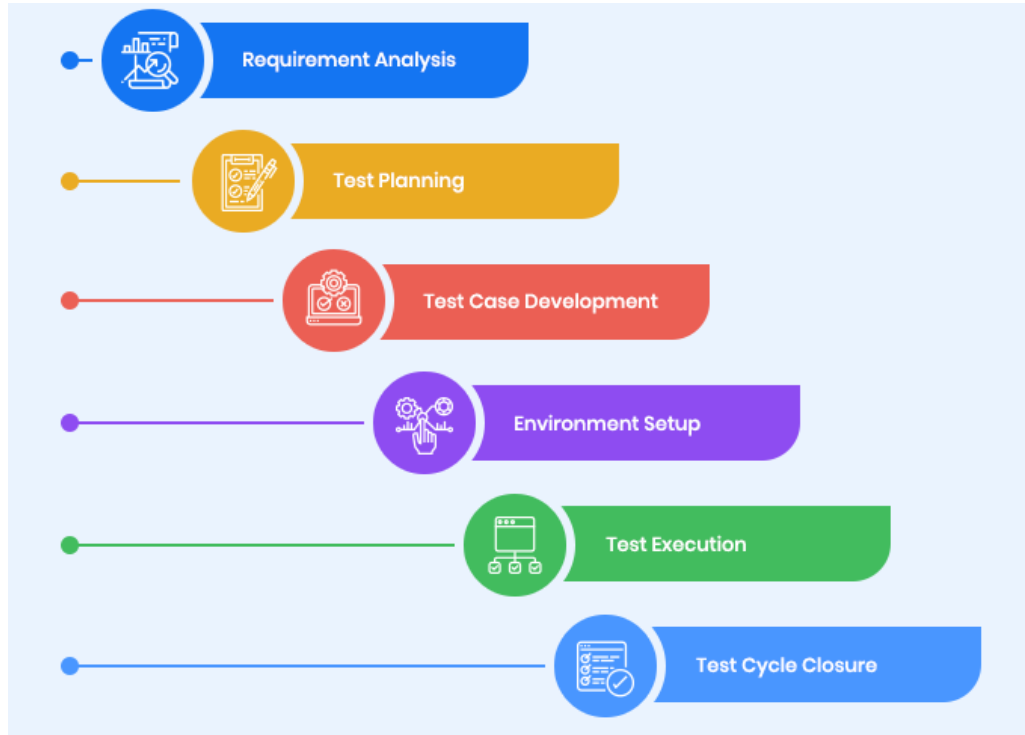 Requirement Analysis
Test Planning
Test Case Development
Environment Setup
Test Execution
Test Cycle Closure